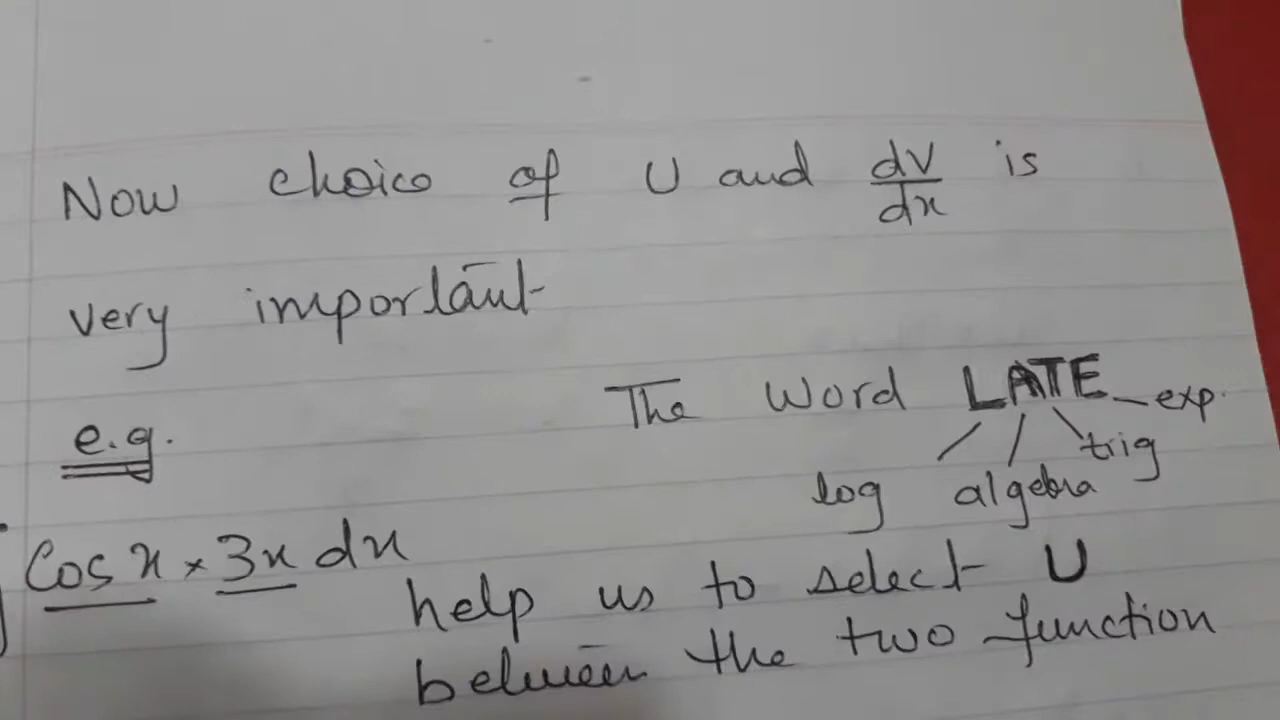 Now choice of U and dv/dx is
very important
e.g.
The Word LATE - exp.
log algebra trig
∫ Cos x × 3x dx
help us to select U
between the two function